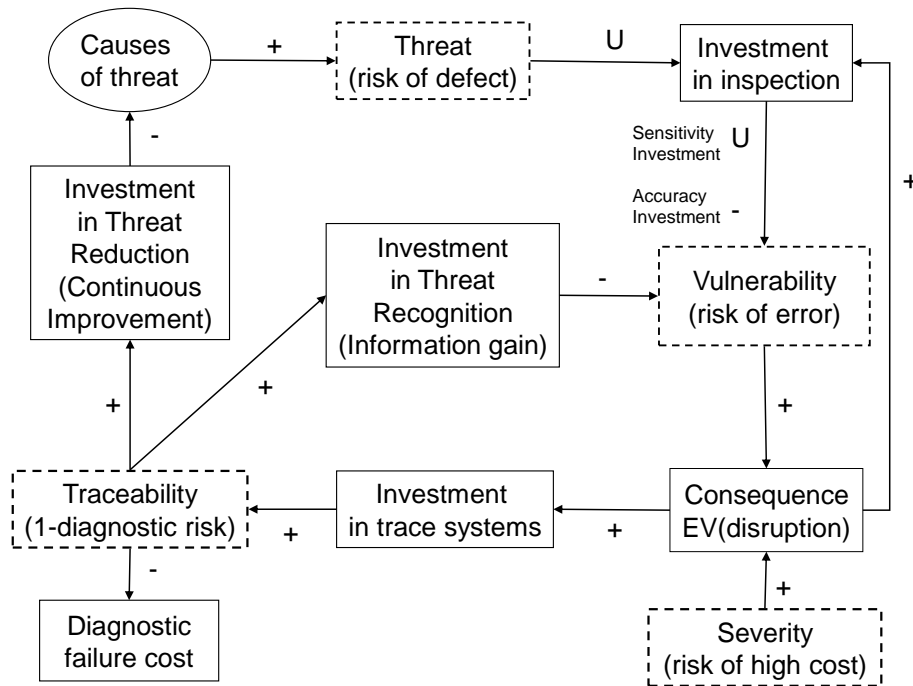 Causes
of threat
+
Threat
(risk of defect)
U
Investment
in inspection
-
Sensitivity
Investment
U
Accuracy
Investment
-
+
Investment
in Threat
Reduction
(Continuous
Improvement)
Investment
in Threat
Recognition
(Information gain)
-
Vulnerability
(risk of error)
+
+
+
Traceability
(1-diagnostic risk)
+
Investment
in trace systems
+
Consequence
EV(disruption)
-
+
Diagnostic
failure cost
Severity
(risk of high cost)